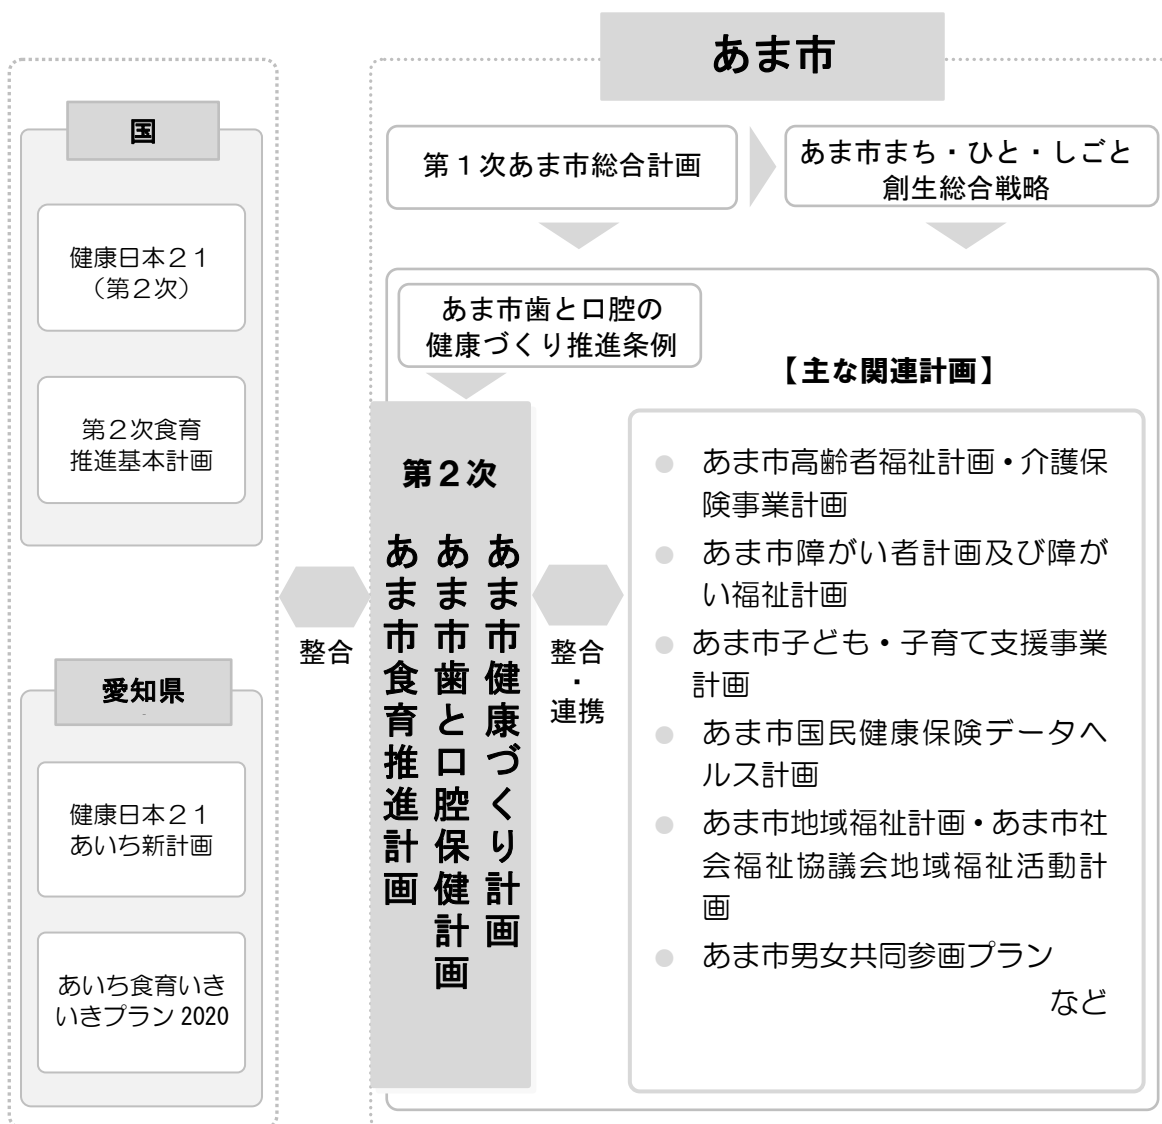 あま市
国
健康日本２１
（第２次）
第２次食育
推進基本計画
愛知県
健康日本２１
あいち新計画
あいち食育いき
いきプラン 2020
整合
第１次あま市総合計画
あま市まち・ひと・しごと
創生総合戦略
あま市歯と口腔の
健康づくり推進条例
第２次
あま市健康づくり計画
あま市歯と口腔保健計画
あま市食育推進計画
整合
・
連携
【主な関連計画】
● あま市高齢者福祉計画・介護保
険事業計画
● あま市障がい者計画及び障が
い福祉計画
● あま市子ども・子育て支援事業
計画
● あま市国民健康保険データヘ
ルス計画
● あま市地域福祉計画・あま市社
会福祉協議会地域福祉活動計
画
● あま市男女共同参画プラン
など